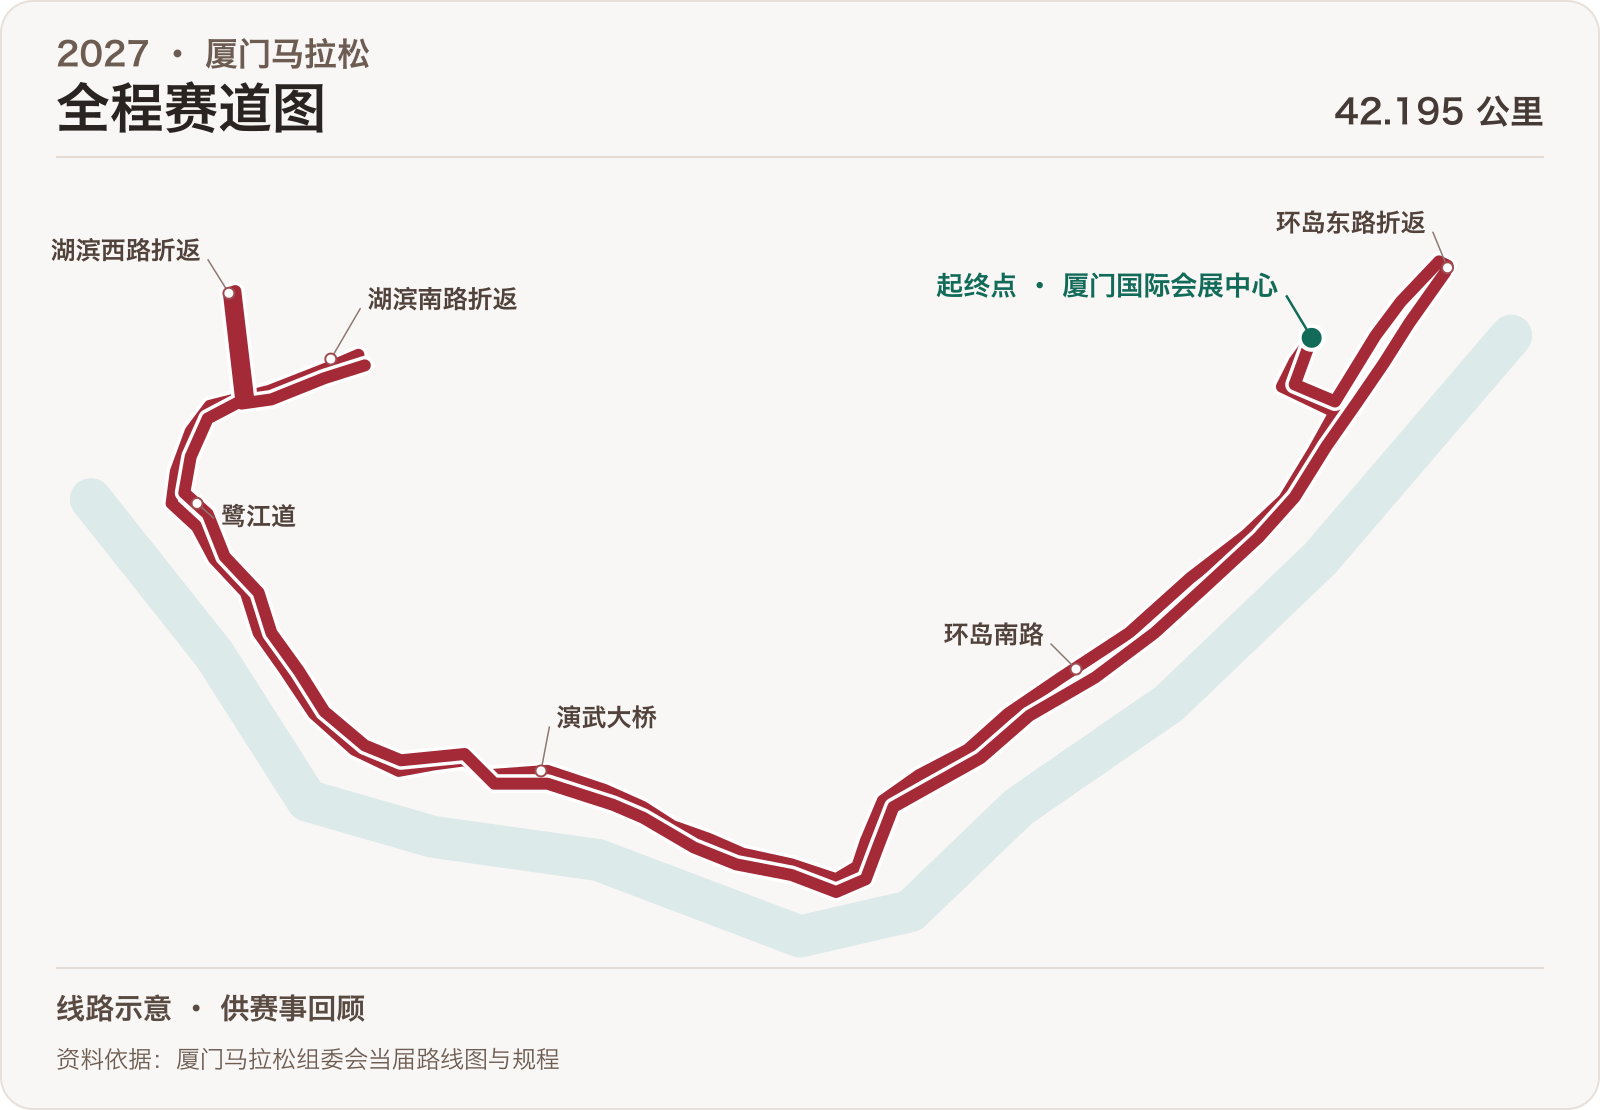 2027 · 厦门马拉松
全程赛道图
42.195 公里
环岛东路折返
湖滨西路折返
起终点 · 厦门国际会展中心
湖滨南路折返
鹭江道
环岛南路
演武大桥
线路示意 · 供赛事回顾
资料依据：厦门马拉松组委会当届路线图与规程